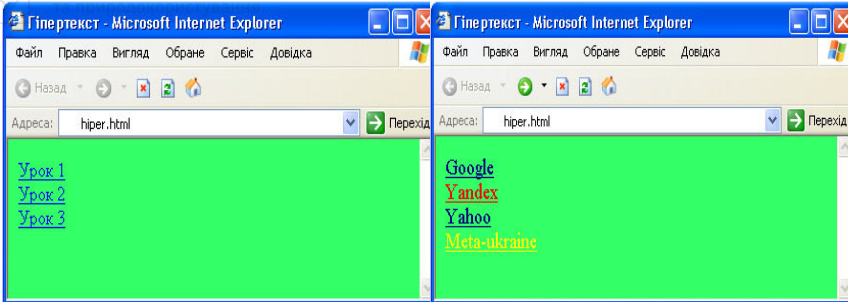 Гіпертекст - Microsoft Internet Explorer
Файл Правка Вигляд Обране Сервіс Довідка
Назад
Адреса: hiper.html Перехід
Урок 1
Урок 2
Урок 3
Гіпертекст - Microsoft Internet Explorer
Файл Правка Вигляд Обране Сервіс Довідка
Назад
Адреса: hiper.html Перехід
Google
Yandex
Yahoo
Meta-ukraine